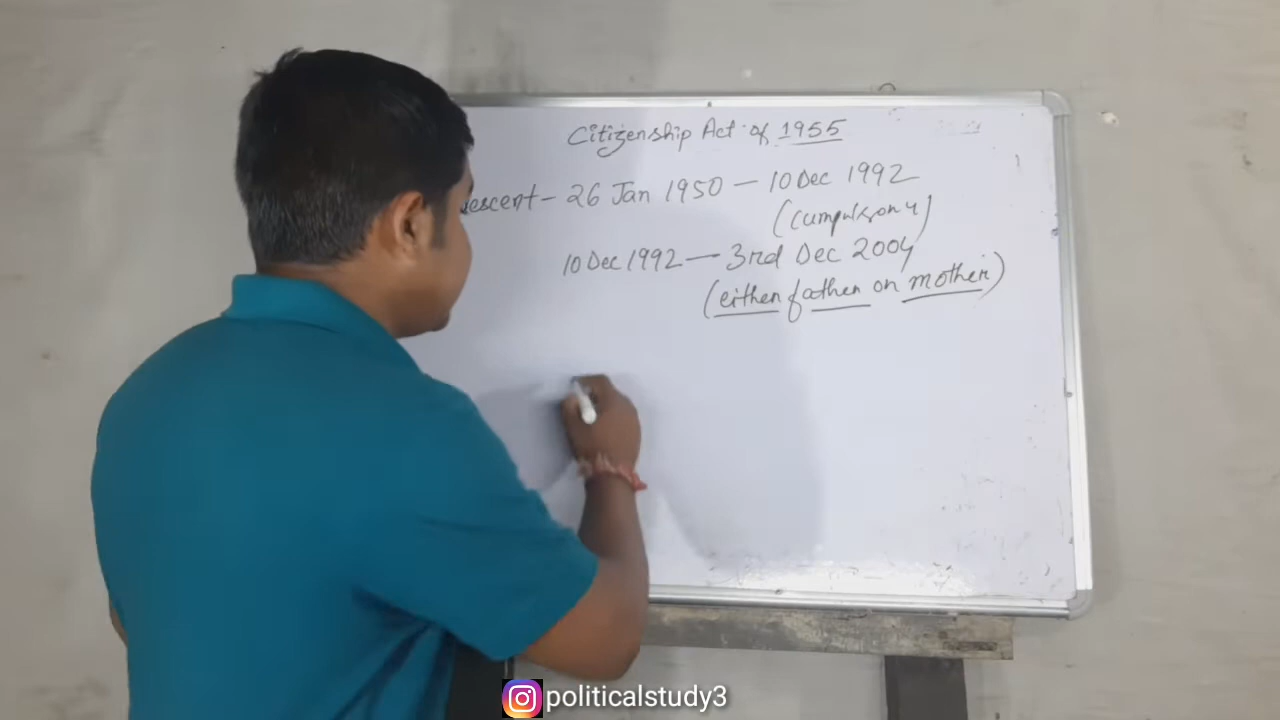 Citizenship Act of 1955
escent - 26 Jan 1950 — 10 Dec 1992
(Cumpulsory)
10 Dec 1992 — 3rd Dec 2004
(either father or mother)
politicalstudy3